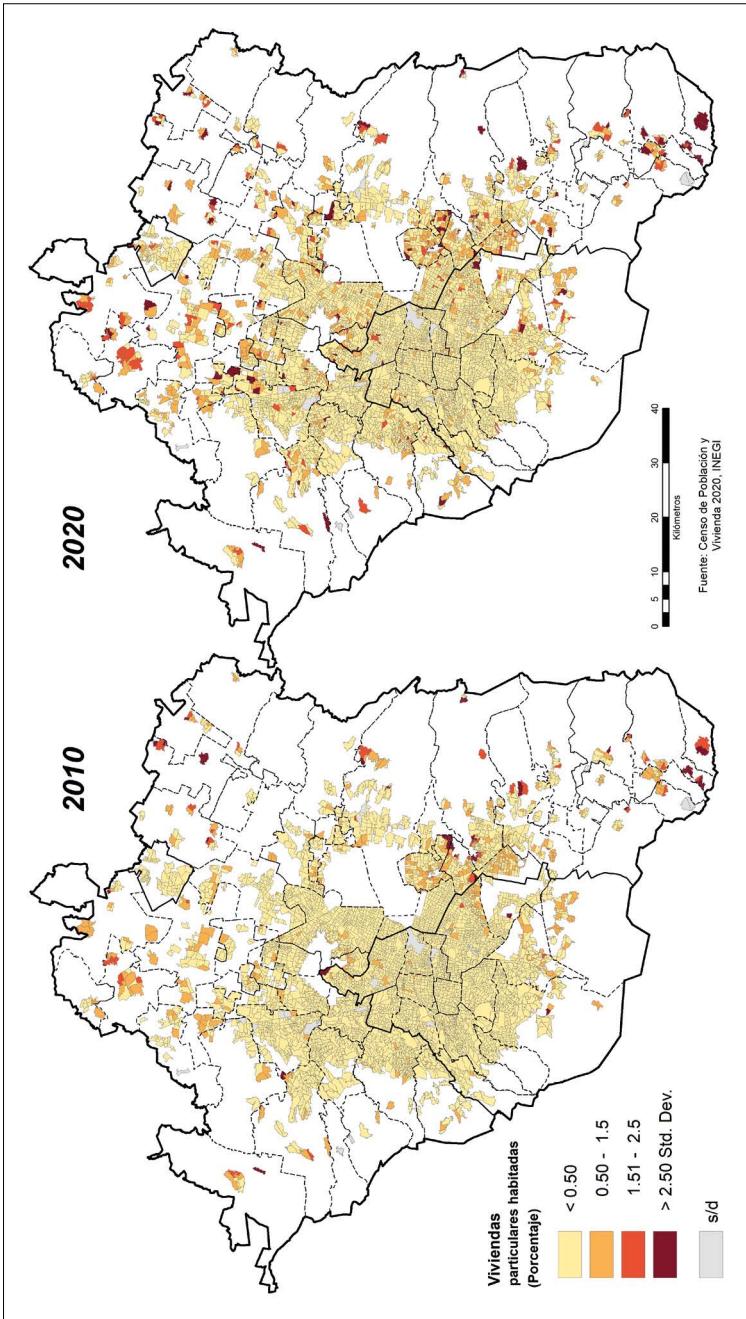 2010
2020
Viviendas
particulares habitadas
(Porcentaje)
< 0.50
0.50 - 1.5
1.51 - 2.5
> 2.50 Std. Dev.
s/d
0 5 10 20 30 40
Kilómetros
Fuente: Censo de Población y
Vivienda 2020, INEGI